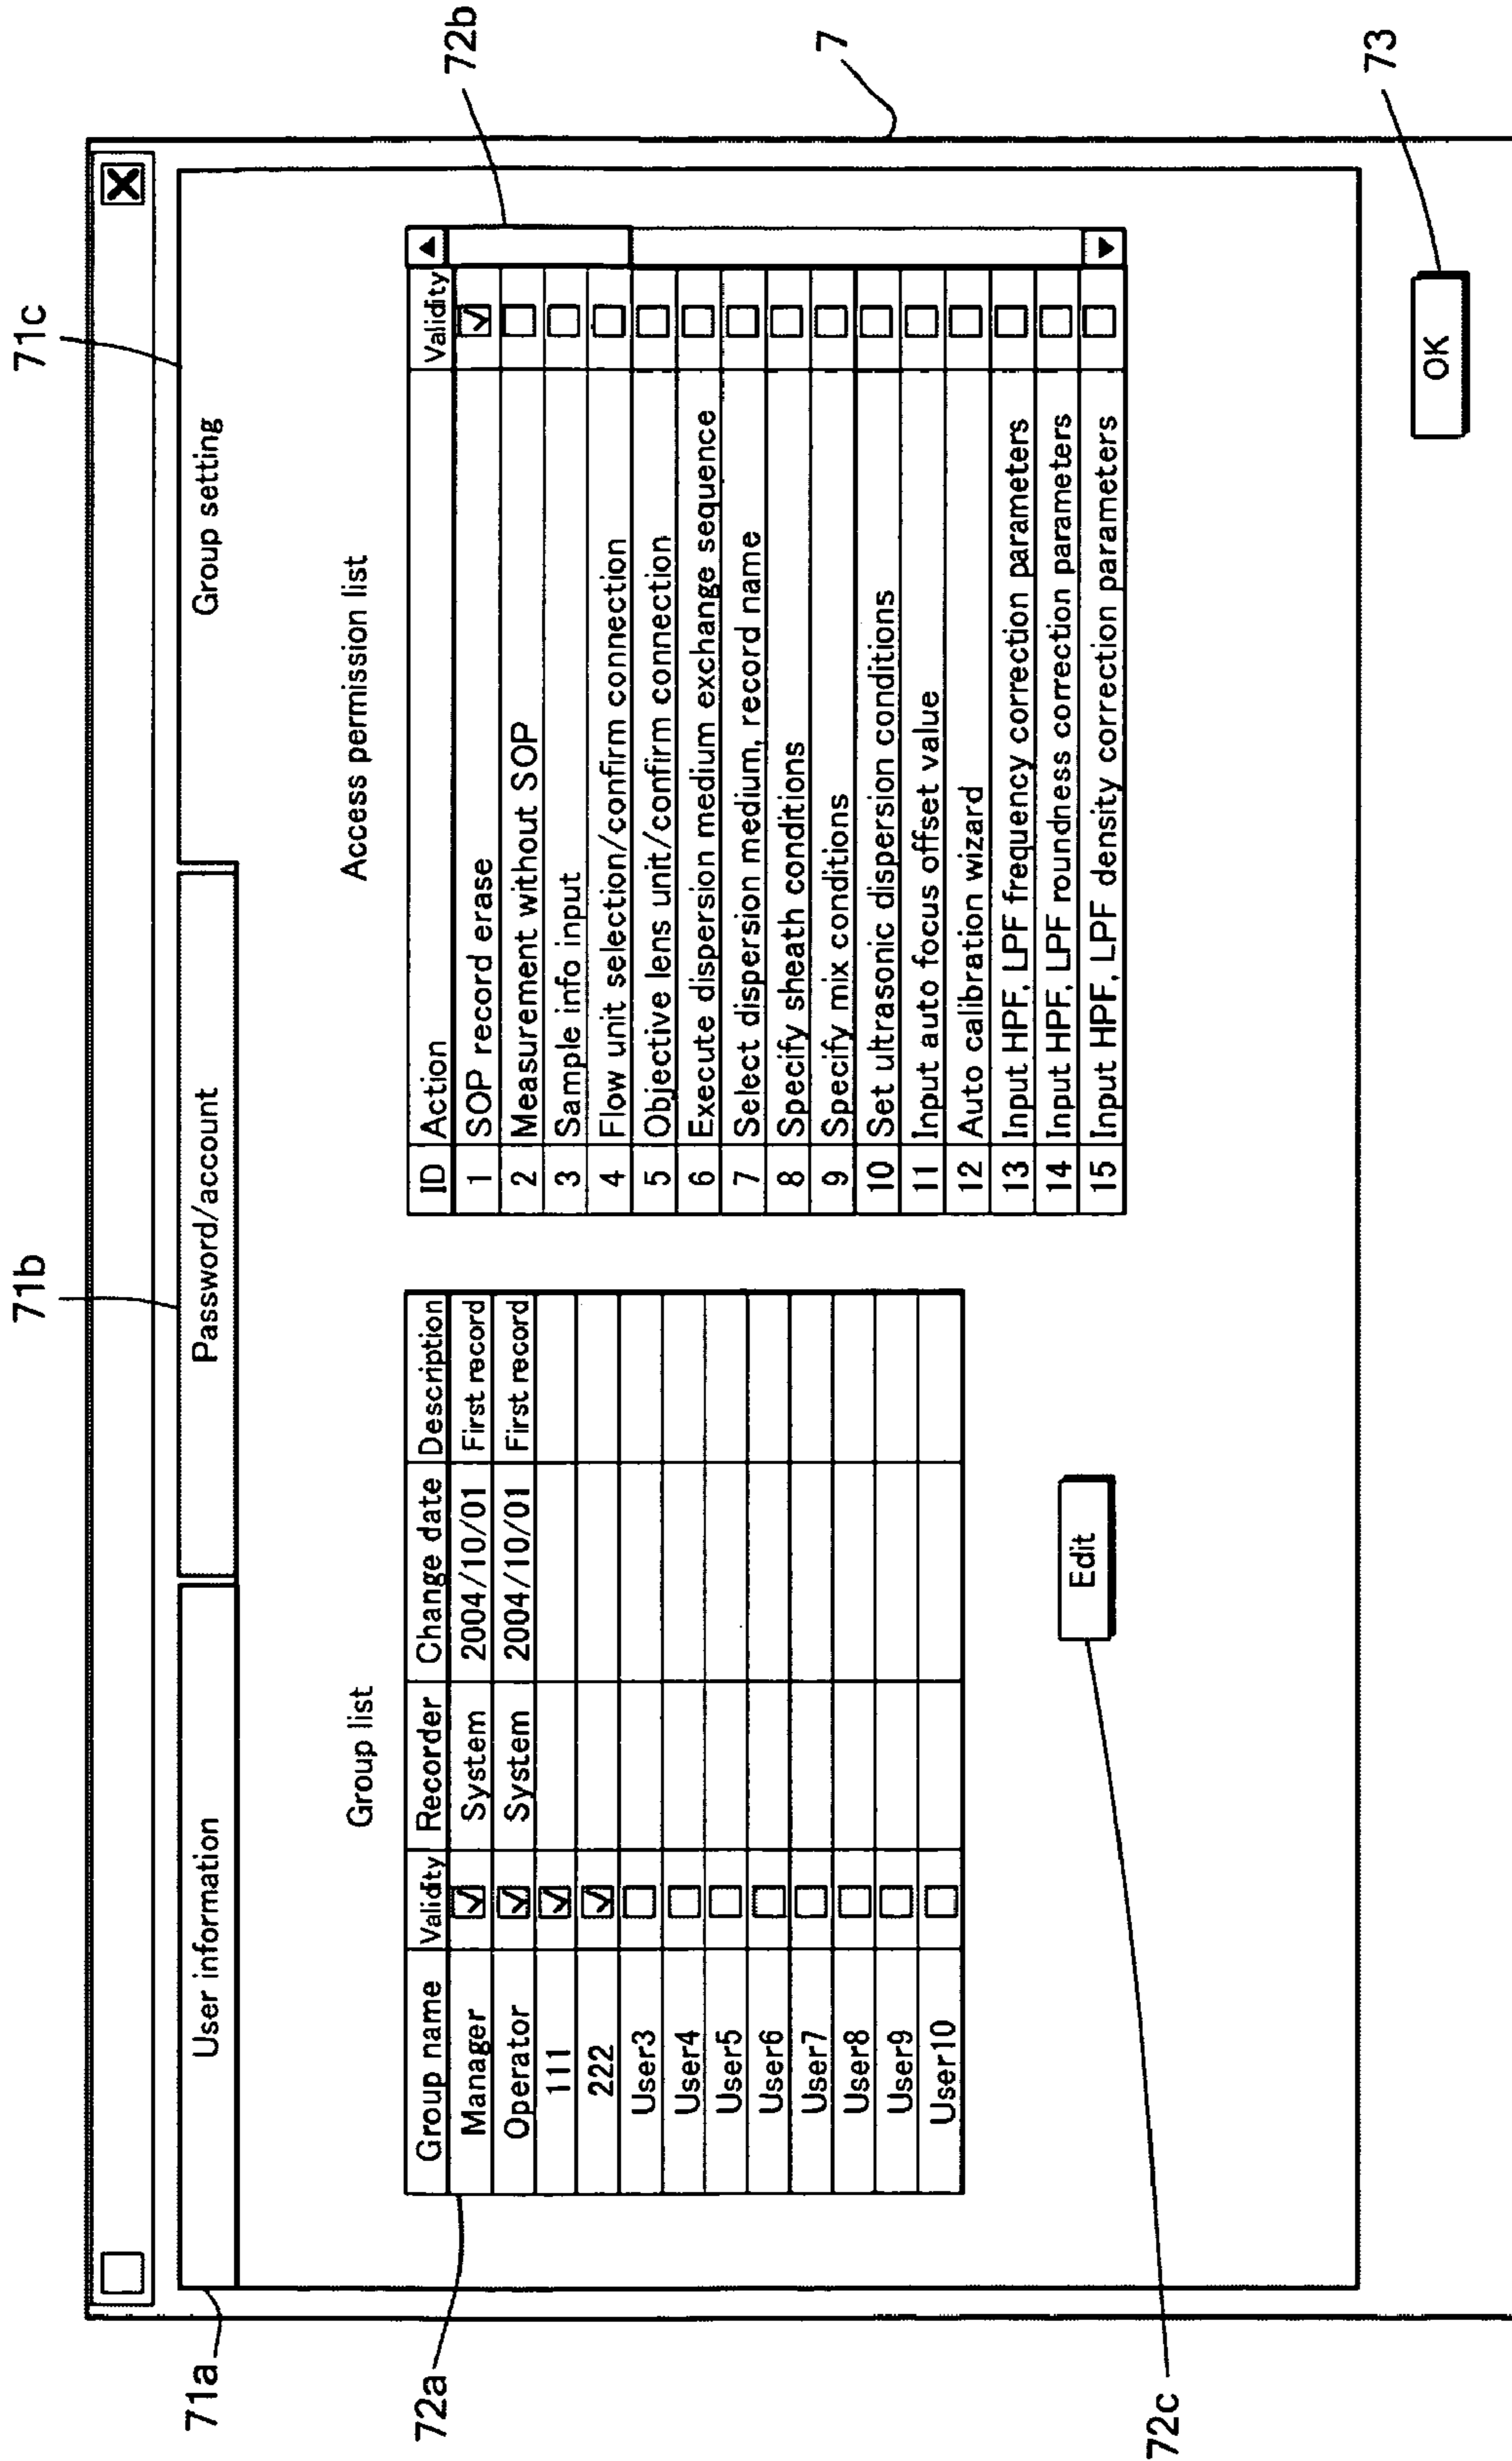 71a
71b
71c
User information
Password/account
Group setting
Group list
72a
Group name Validity Recorder Change date Description
Manager System 2004/10/01 First record
Operator System 2004/10/01 First record
111
222
User3
User4
User5
User6
User7
User8
User9
User10
Edit
72c
Access permission list
72b
ID Action Validity
1 SOP record erase
2 Measurement without SOP
3 Sample info input
4 Flow unit selection/confirm connection
5 Objective lens unit/confirm connection
6 Execute dispersion medium exchange sequence
7 Select dispersion medium, record name
8 Specify sheath conditions
9 Specify mix conditions
10 Set ultrasonic dispersion conditions
11 Input auto focus offset value
12 Auto calibration wizard
13 Input HPF, LPF frequency correction parameters
14 Input HPF, LPF roundness correction parameters
15 Input HPF, LPF density correction parameters
7
OK
73